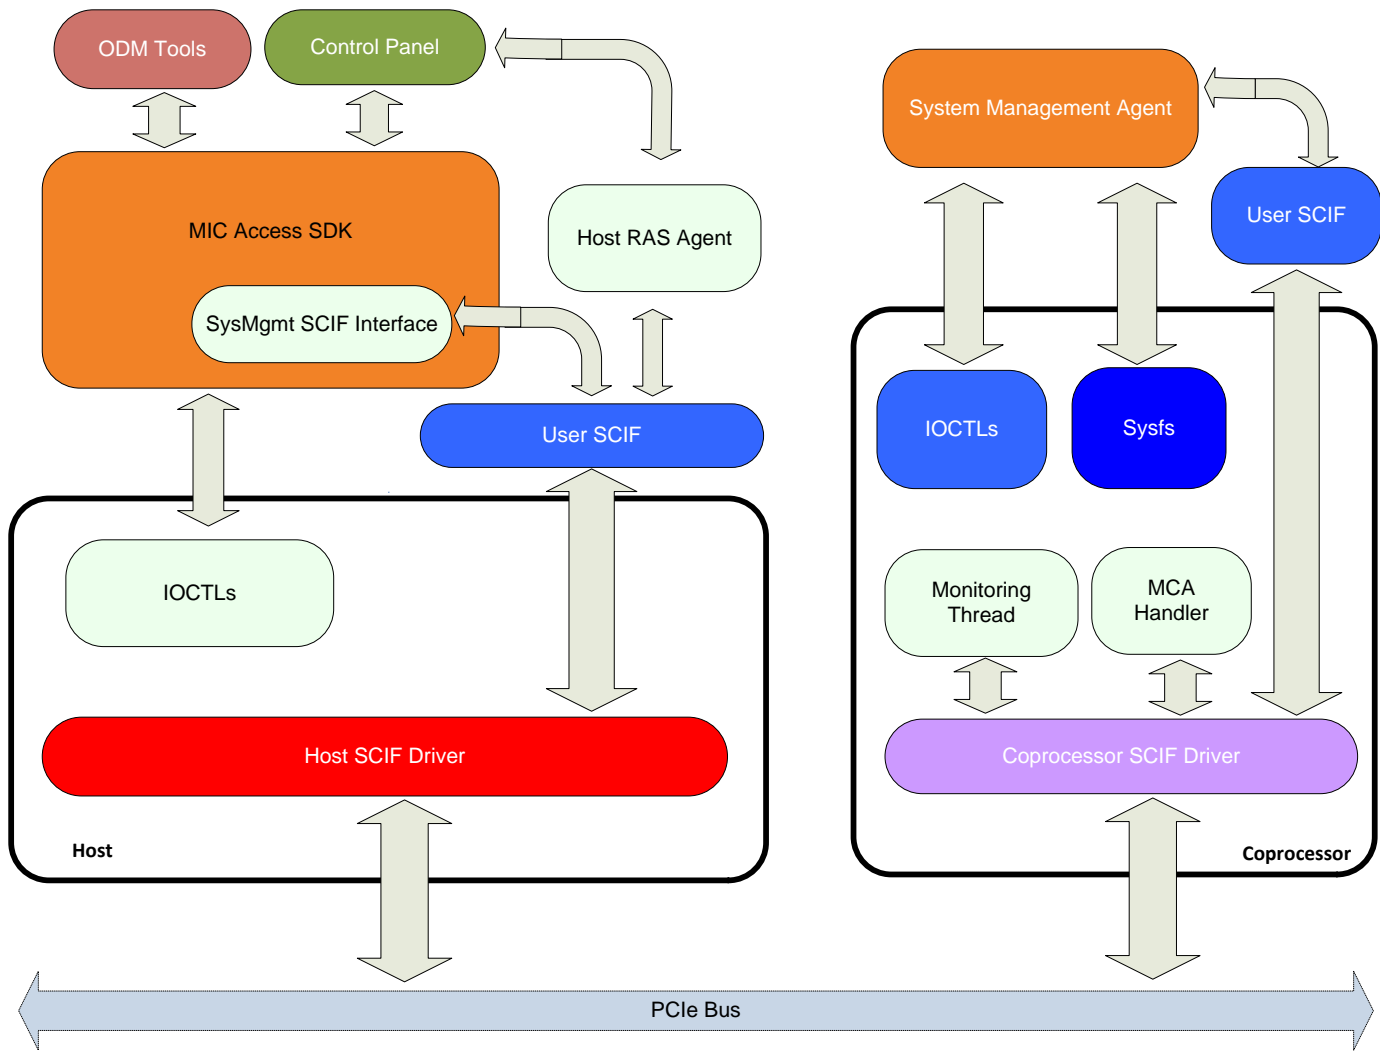 ODM Tools
Control Panel
System Management Agent
MIC Access SDK
Host RAS Agent
User SCIF
SysMgmt SCIF Interface
User SCIF
IOCTLs
Sysfs
IOCTLs
Monitoring
Thread
MCA
Handler
Host SCIF Driver
Coprocessor SCIF Driver
Host
Coprocessor
PCIe Bus